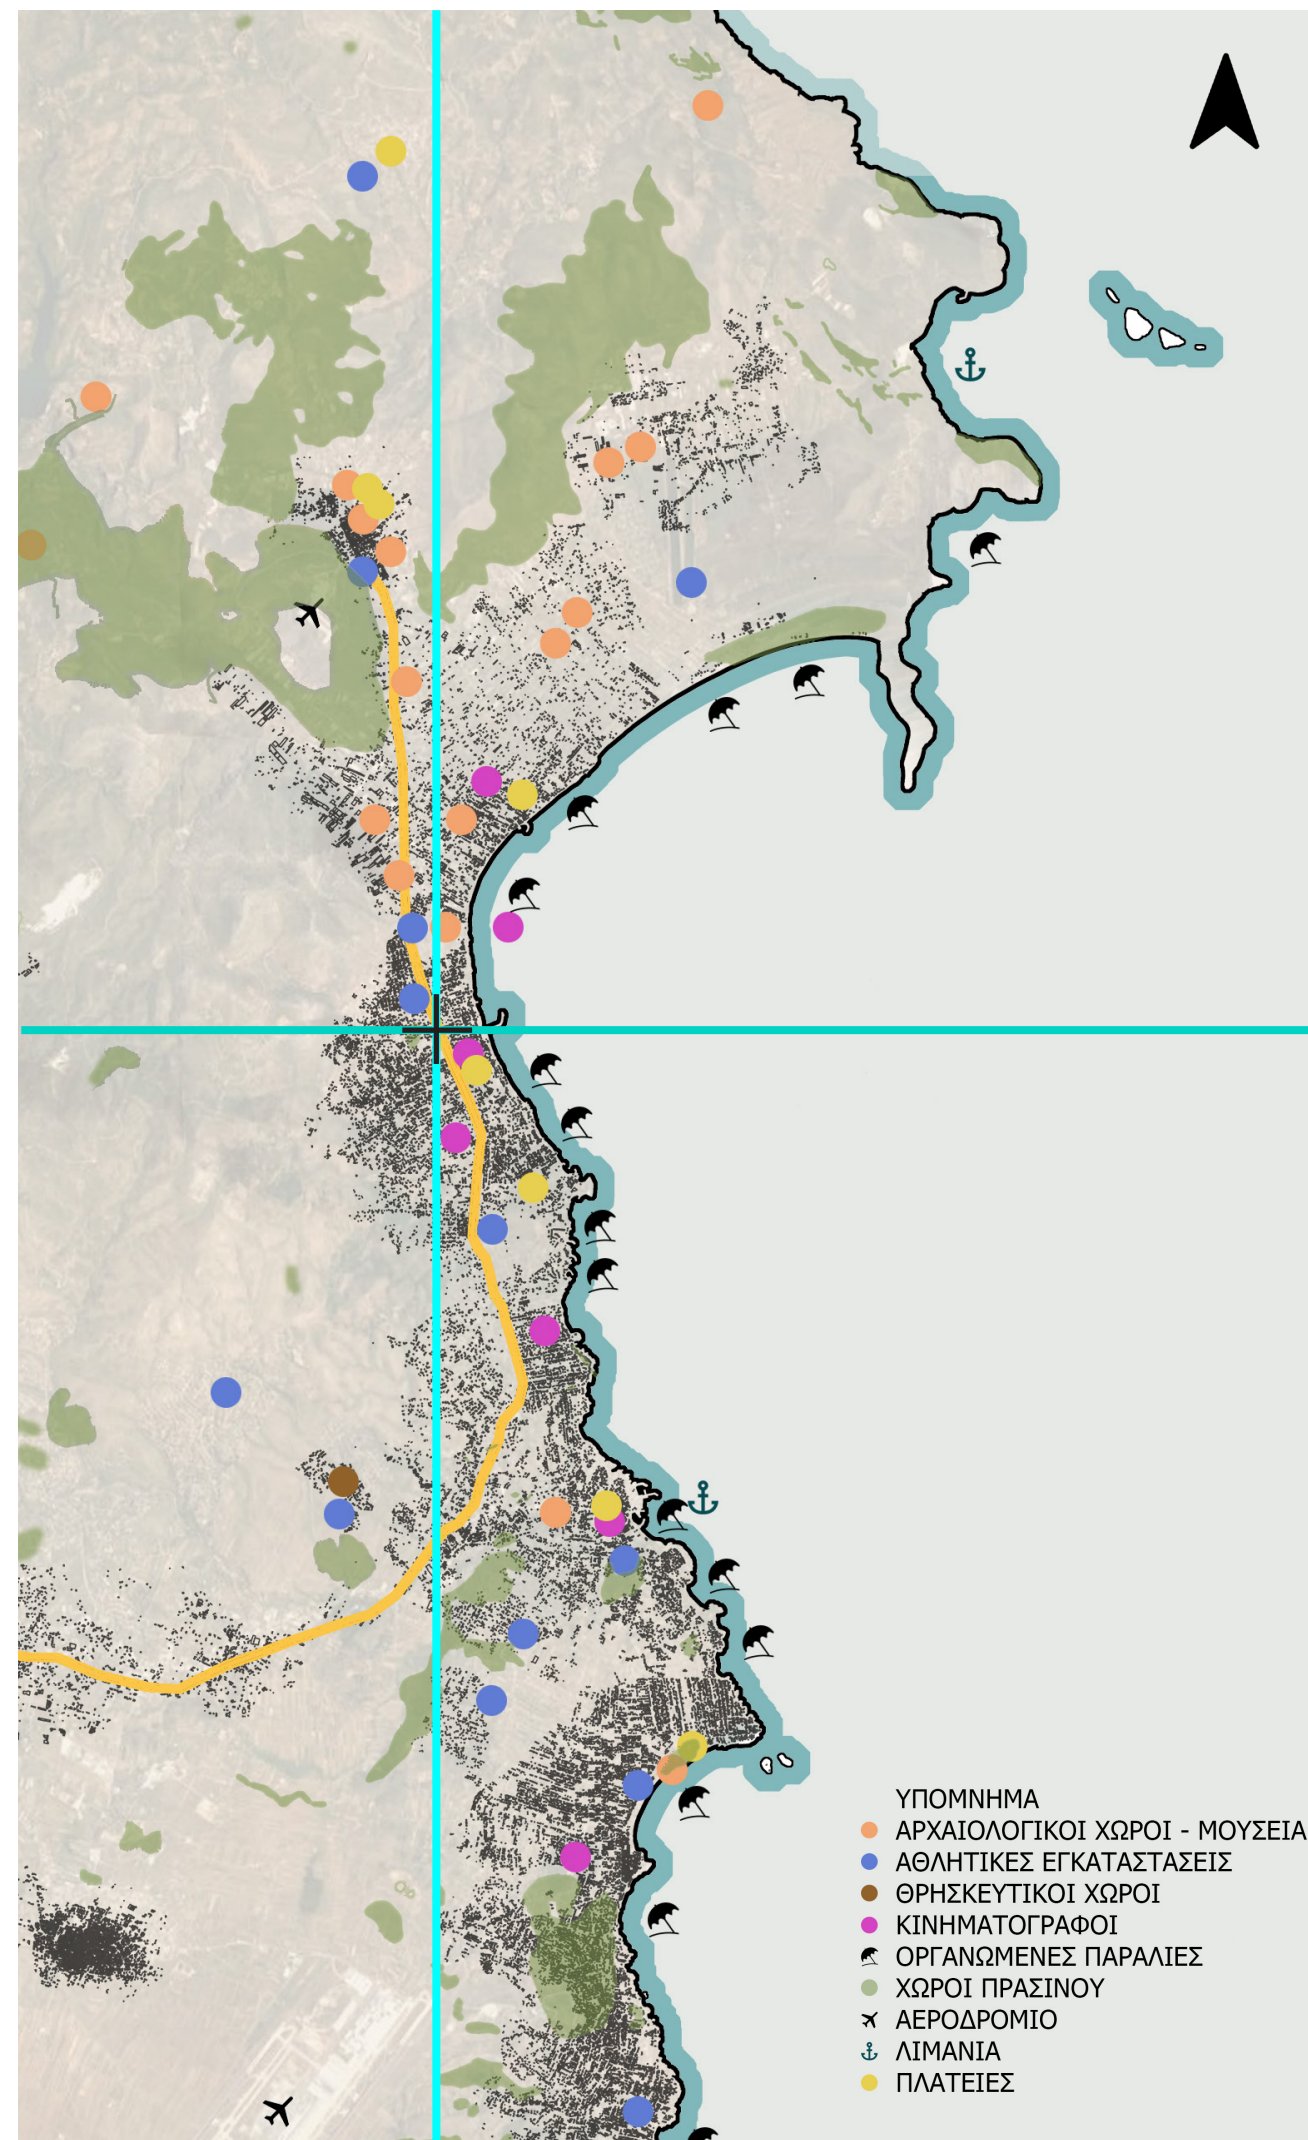 ΥΠΟΜΝΗΜΑ
ΑΡΧΑΙΟΛΟΓΙΚΟΙ ΧΩΡΟΙ - ΜΟΥΣΕΙΑ
ΑΘΛΗΤΙΚΕΣ ΕΓΚΑΤΑΣΤΑΣΕΙΣ
ΘΡΗΣΚΕΥΤΙΚΟΙ ΧΩΡΟΙ
ΚΙΝΗΜΑΤΟΓΡΑΦΟΙ
ΟΡΓΑΝΩΜΕΝΕΣ ΠΑΡΑΛΙΕΣ
ΧΩΡΟΙ ΠΡΑΣΙΝΟΥ
ΑΕΡΟΔΡΟΜΙΟ
ΛΙΜΑΝΙΑ
ΠΛΑΤΕΙΕΣ